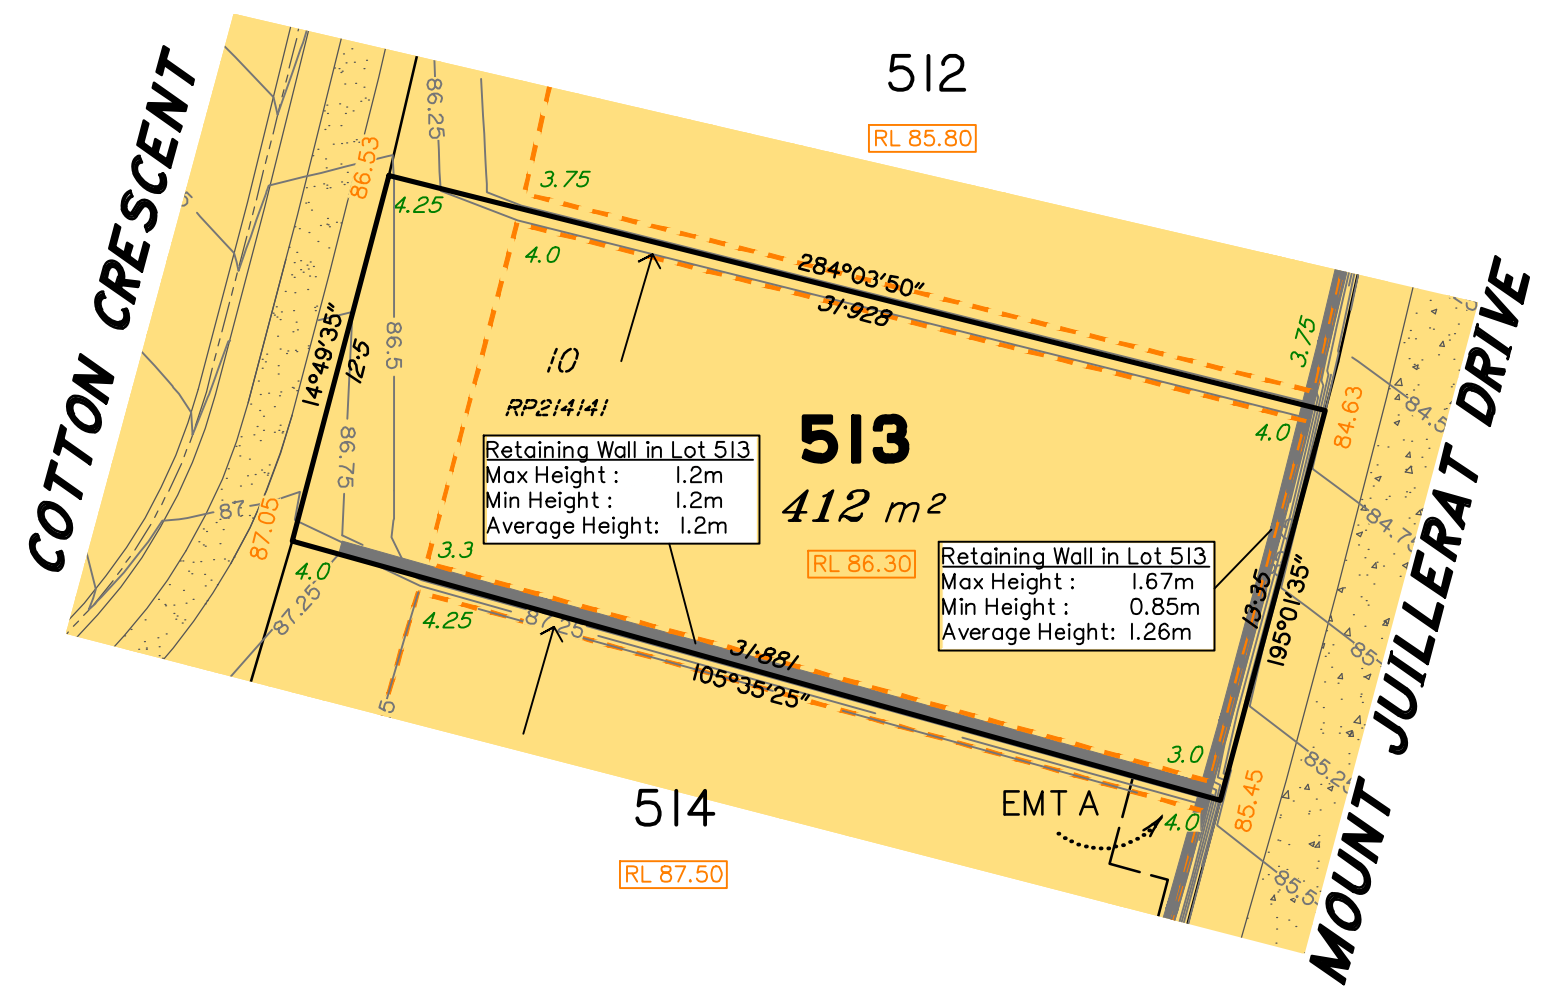 512
RL 85.80
COTTON CRESCENT
86.25
86.53
3.75
4.25
4.0
284°03'50"
31·928
3.75
14°49'35"
12·5
86.5
10
RP214141
513
412 m²
RL 86.30
4.0
84.63
84.5
86.75
Retaining Wall in Lot 513
Max Height : 1.2m
Min Height : 1.2m
Average Height: 1.2m
87
87.05
84.7
MOUNT JUILLERAT DRIVE
Retaining Wall in Lot 513
Max Height : 1.67m
Min Height : 0.85m
Average Height: 1.26m
3.3
4.0
87.25
4.25
87.25
13·35
195°01'35"
85
31·881
105°35'25"
5
3.0
85.2
514
EMT A
4.0
85.45
RL 87.50
85.5